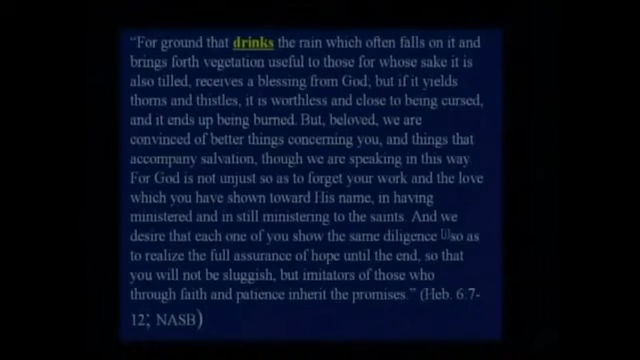 “For ground that drinks the rain which often falls on it and
brings forth vegetation useful to those for whose sake it is
also tilled, receives a blessing from God; but if it yields
thorns and thistles, it is worthless and close to being cursed,
and it ends up being burned. But, beloved, we are
convinced of better things concerning you, and things that
accompany salvation, though we are speaking in this way.
For God is not unjust so as to forget your work and the love
which you have shown toward His name, in having
ministered and in still ministering to the saints. And we
desire that each one of you show the same diligence [i]so as
to realize the full assurance of hope until the end, so that
you will not be sluggish, but imitators of those who
through faith and patience inherit the promises.” (Heb. 6:7-
12; NASB)